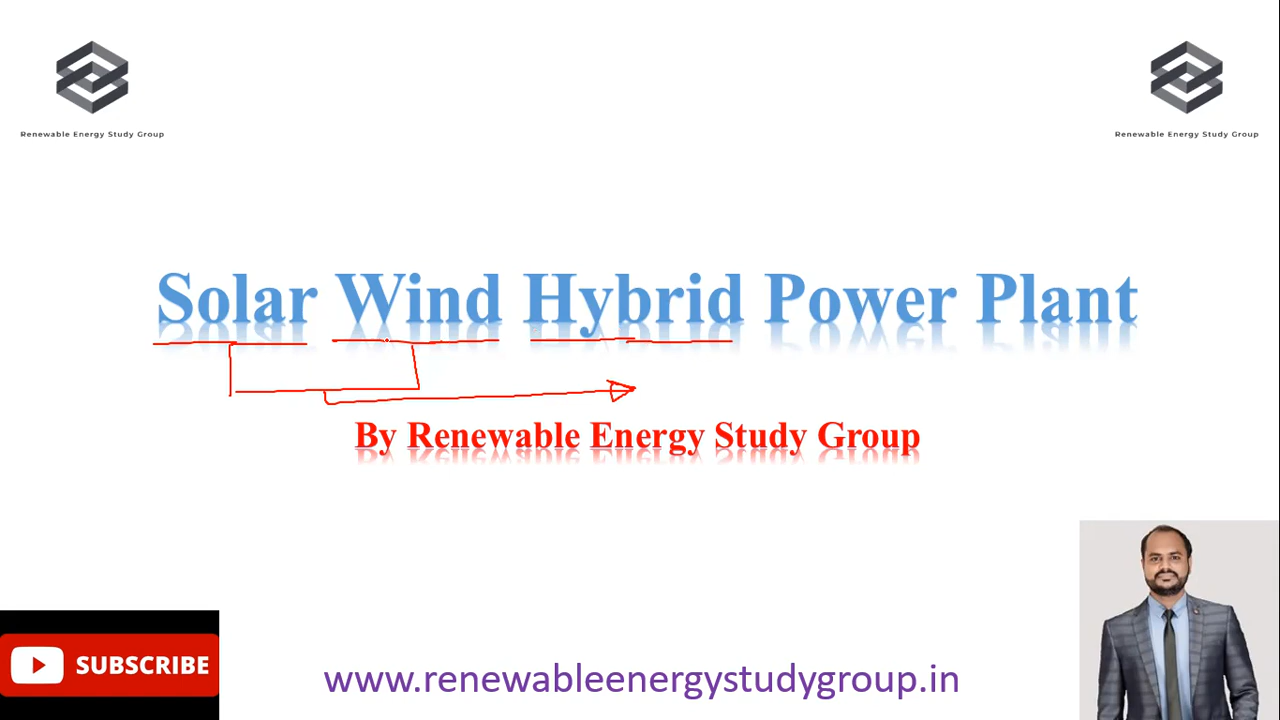 Renewable Energy Study Group
Renewable Energy Study Group
Solar Wind Hybrid Power Plant
By Renewable Energy Study Group
SUBSCRIBE
www.renewableenergystudygroup.in